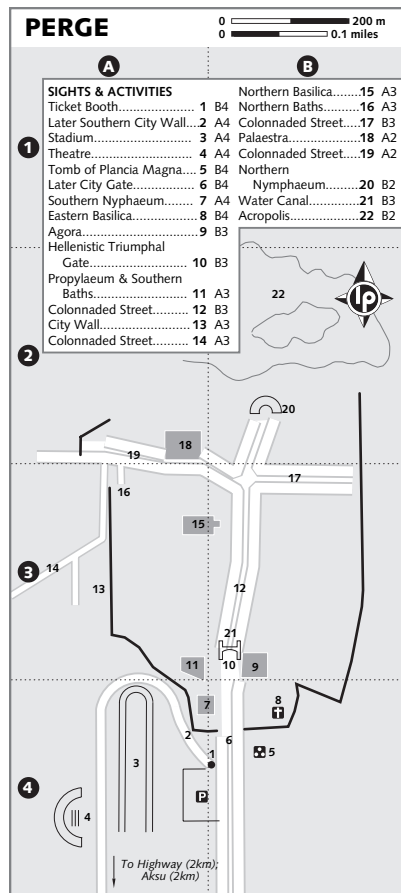 PERGE
0 200 m
0 0.1 miles
A B
SIGHTS & ACTIVITIES
Ticket Booth................... 1 B4
Later Southern City Wall..2 A4
Stadium......................... 3 A4
Theatre.......................... 4 A4
Tomb of Plancia Magna.... 5 B4
Later City Gate............... 6 B4
Southern Nyphaeum....... 7 A4
Eastern Basilica............... 8 B4
Agora............................ 9 B3
Hellenistic Triumphal
Gate............................ 10 B3
Propylaeum & Southern
Baths........................... 11 A3
Colonnaded Street.......... 12 B3
City Wall....................... 13 A3
Colonnaded Street.......... 14 A3
Northern Basilica........15 A3
Northern Baths...........16 A3
Colonnaded Street......17 B3
Palaestra....................18 A2
Colonnaded Street......19 A2
Northern
Nymphaeum............20 B2
Water Canal...............21 B3
Acropolis...................22 B2
1
22
lp
2
20
18
19
17
16
15
3
14
13
12
21
10
11
9
8
7
2
6
1
5
3
P
4
4
To Highway (2km);
Aksu (2km)